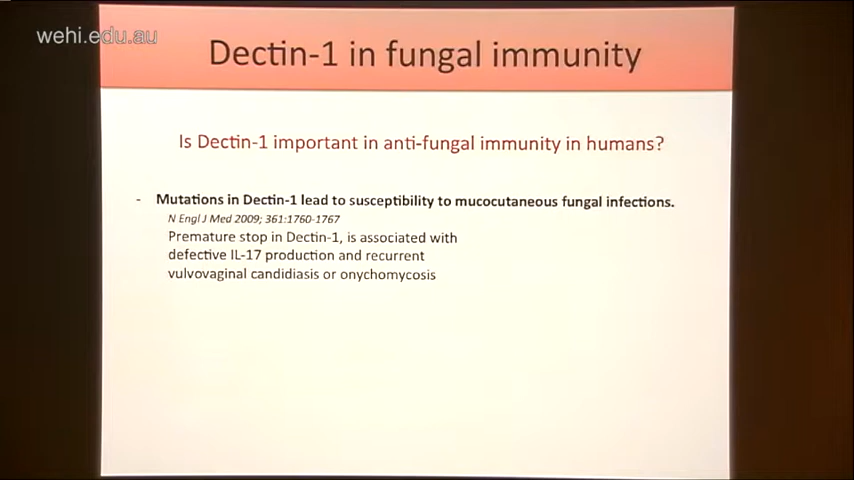 wehi.edu.au
Dectin-1 in fungal immunity
Is Dectin-1 important in anti-fungal immunity in humans?
- Mutations in Dectin-1 lead to susceptibility to mucocutaneous fungal infections.
N Engl J Med 2009; 361:1760-1767
Premature stop in Dectin-1, is associated with
defective IL-17 production and recurrent
vulvovaginal candidiasis or onychomycosis